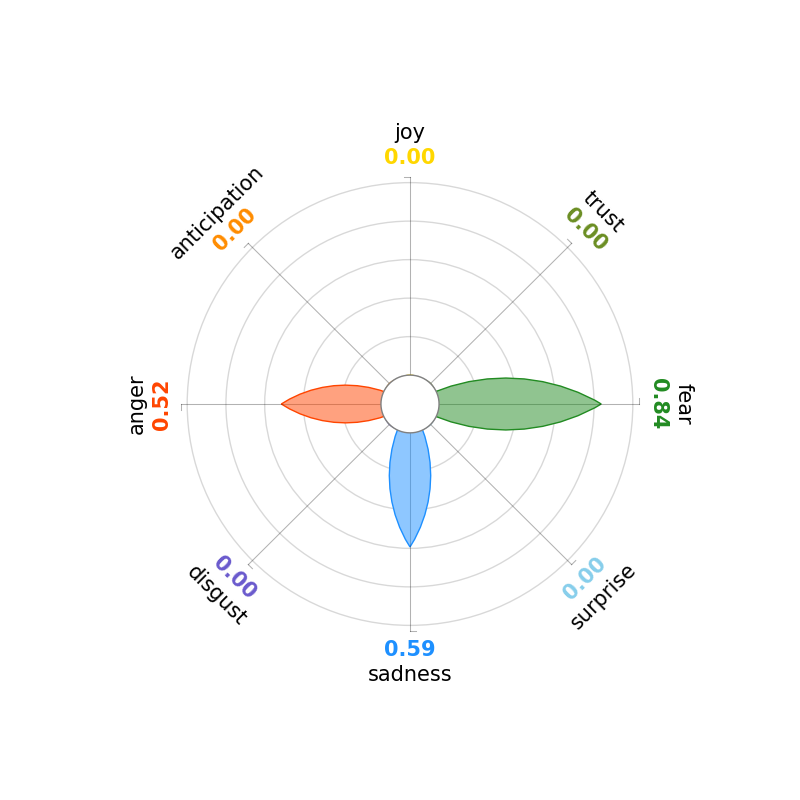 joy
0.00
trust
0.00
fear
0.84
surprise
0.00
sadness
0.59
disgust
0.00
anger
0.52
anticipation
0.00